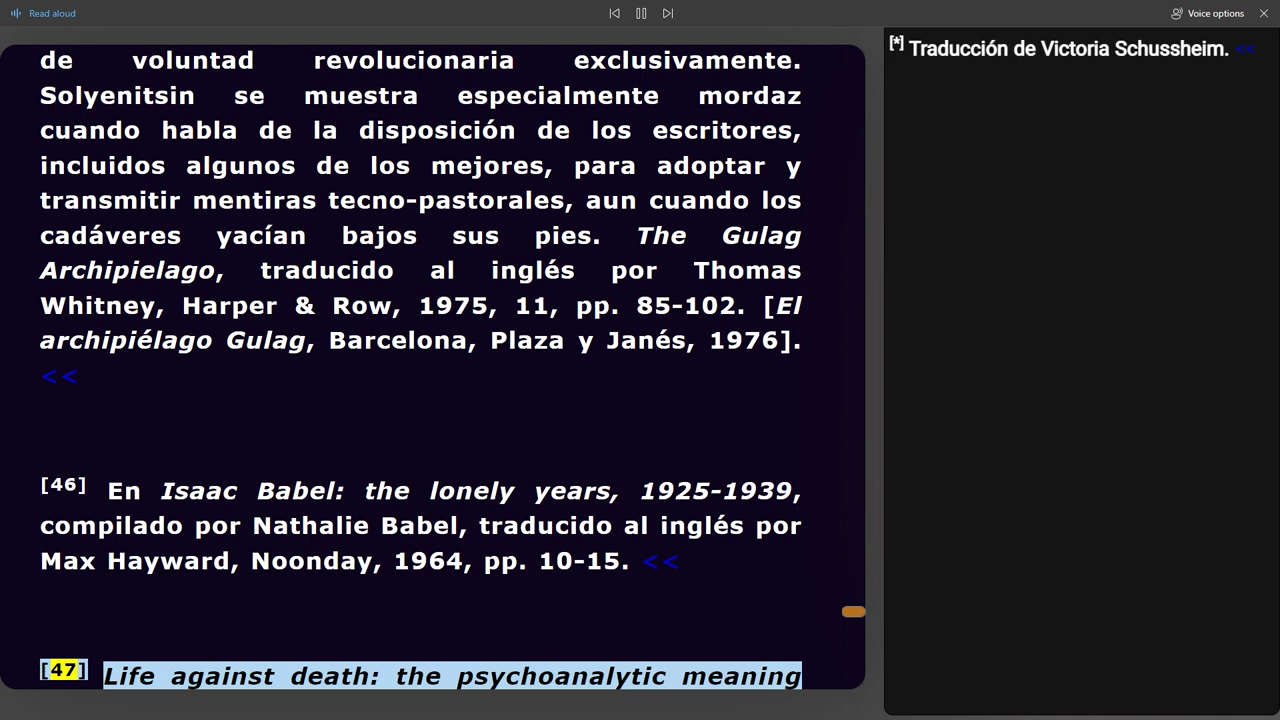 Read aloud
Voice options
de voluntad revolucionaria exclusivamente.
Solyenitsin se muestra especialmente mordaz
cuando habla de la disposición de los escritores,
incluidos algunos de los mejores, para adoptar y
transmitir mentiras tecno-pastorales, aun cuando los
cadáveres yacían bajos sus pies. The Gulag
Archipielago, traducido al inglés por Thomas
Whitney, Harper & Row, 1975, 11, pp. 85-102. [El
archipiélago Gulag, Barcelona, Plaza y Janés, 1976].
<<
[46] En Isaac Babel: the lonely years, 1925-1939,
compilado por Nathalie Babel, traducido al inglés por
Max Hayward, Noonday, 1964, pp. 10-15. <<
[47] Life against death: the psychoanalytic meaning
[*] Traducción de Victoria Schussheim. <<